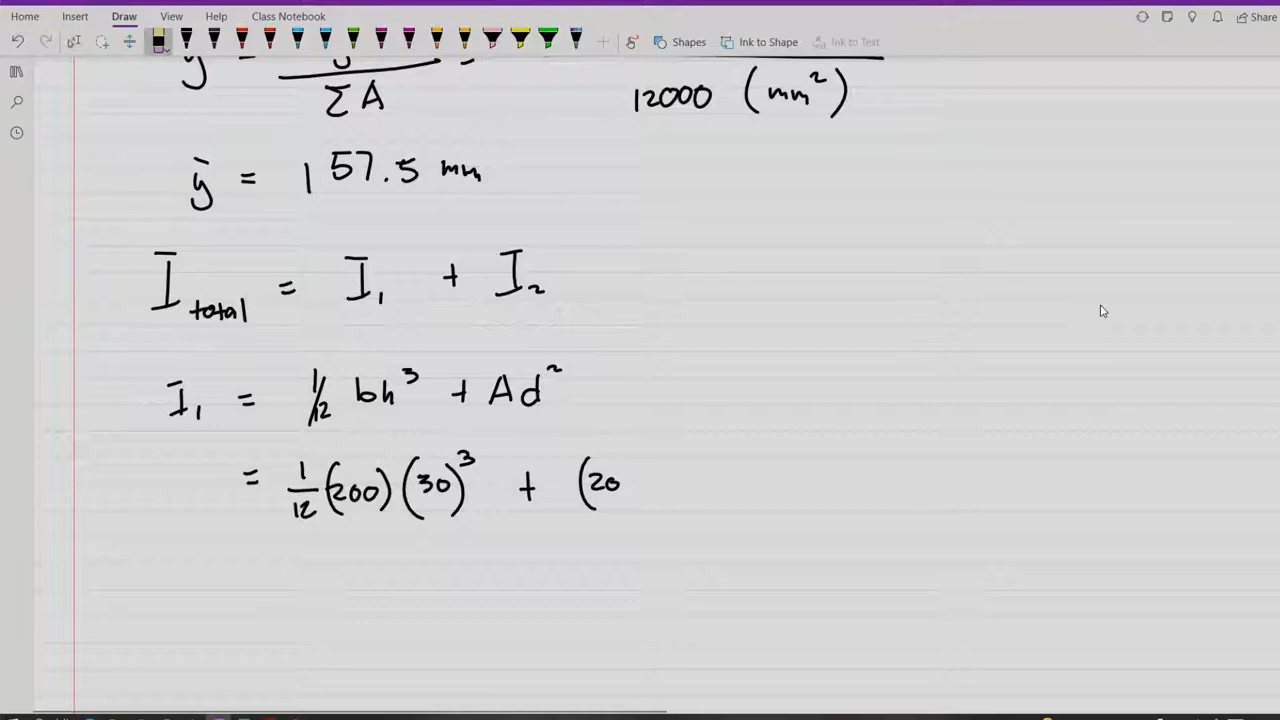 Home Insert Draw View Help Class Notebook Share
Shapes Ink to Shape Ink to Text
ȳ =
ΣA 12000 (mm²)
ȳ = 157.5 mm
I total = I₁ + I₂
I₁ = 1/12 bh³ + Ad²
= 1/12 (200)(30)³ + (20